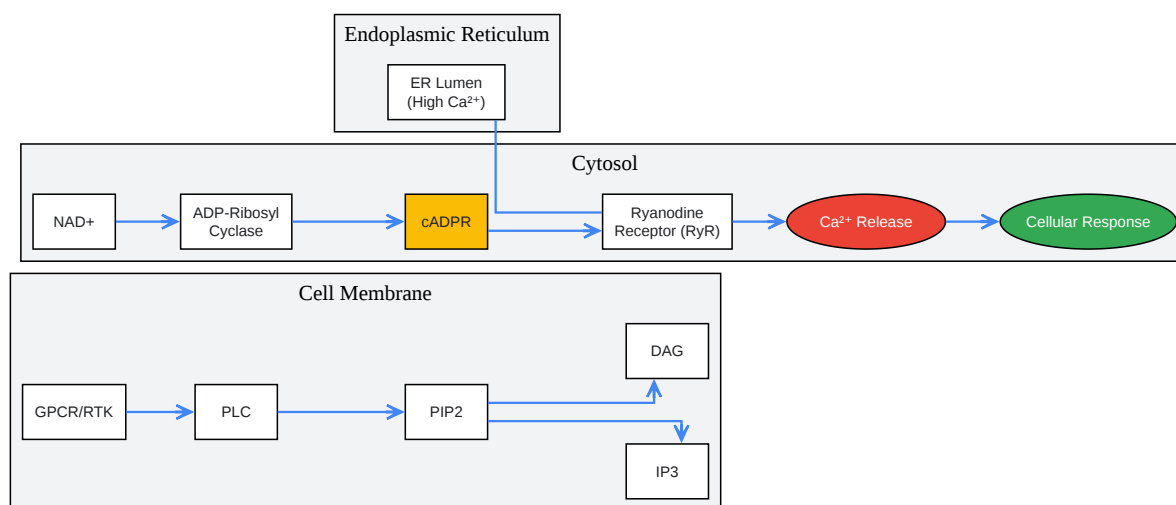 Endoplasmic Reticulum
ER Lumen
(High Ca²⁺)
Cytosol
NAD+
ADP-Ribosyl
Cyclase
cADPR
Ryanodine
Receptor (RyR)
Ca²⁺ Release
Cellular Response
Cell Membrane
DAG
GPCR/RTK
PLC
PIP2
IP3